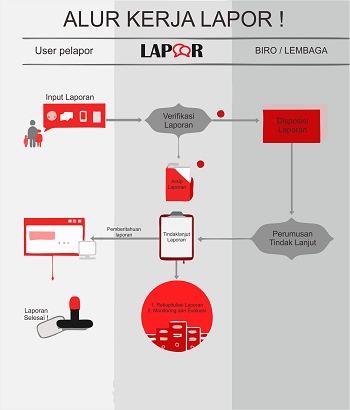 ALUR KERJA LAPOR !
User pelapor
LAPOR
BIRO / LEMBAGA
Input Laporan
Verifikasi
Laporan
Disposisi
Laporan
Arsip
Laporan
Pemberitahuan
laporan
Tindaklanjut
Laporan
Perumusan
Tindak Lanjut
Laporan
Selesai !
1. Rekapitulasi Laporan
2. Monitoring dan Evaluasi